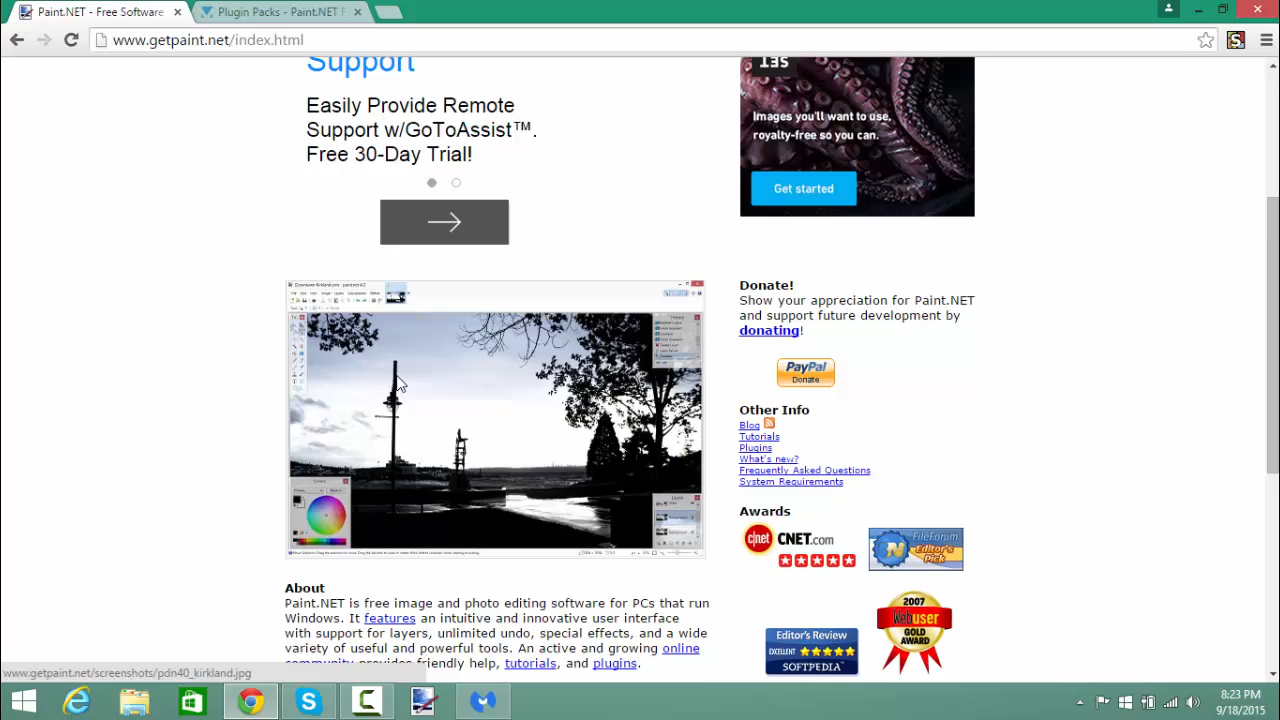 Paint.NET - Free Software
Plugin Packs - Paint.NET F
www.getpaint.net/index.html
Support
Easily Provide Remote
Support w/GoToAssist™.
Free 30-Day Trial!
Images you'll want to use,
royalty-free so you can.
Get started
Donate!
Show your appreciation for Paint.NET
and support future development by
donating!
PayPal
Donate
Other Info
Blog
Tutorials
Plugins
What's new?
Frequently Asked Questions
System Requirements
Awards
c|net CNET.com
FileForum
Editor's
Pick
2007
Webuser
GOLD
AWARD
Editor's Review
EXCELLENT
SOFTPEDIA™
About
Paint.NET is free image and photo editing software for PCs that run
Windows. It features an intuitive and innovative user interface
with support for layers, unlimited undo, special effects, and a wide
variety of useful and powerful tools. An active and growing online
community provides friendly help, tutorials, and plugins.
www.getpaint.net/screenshots/pdn40_kirkland.jpg
8:23 PM
9/18/2015